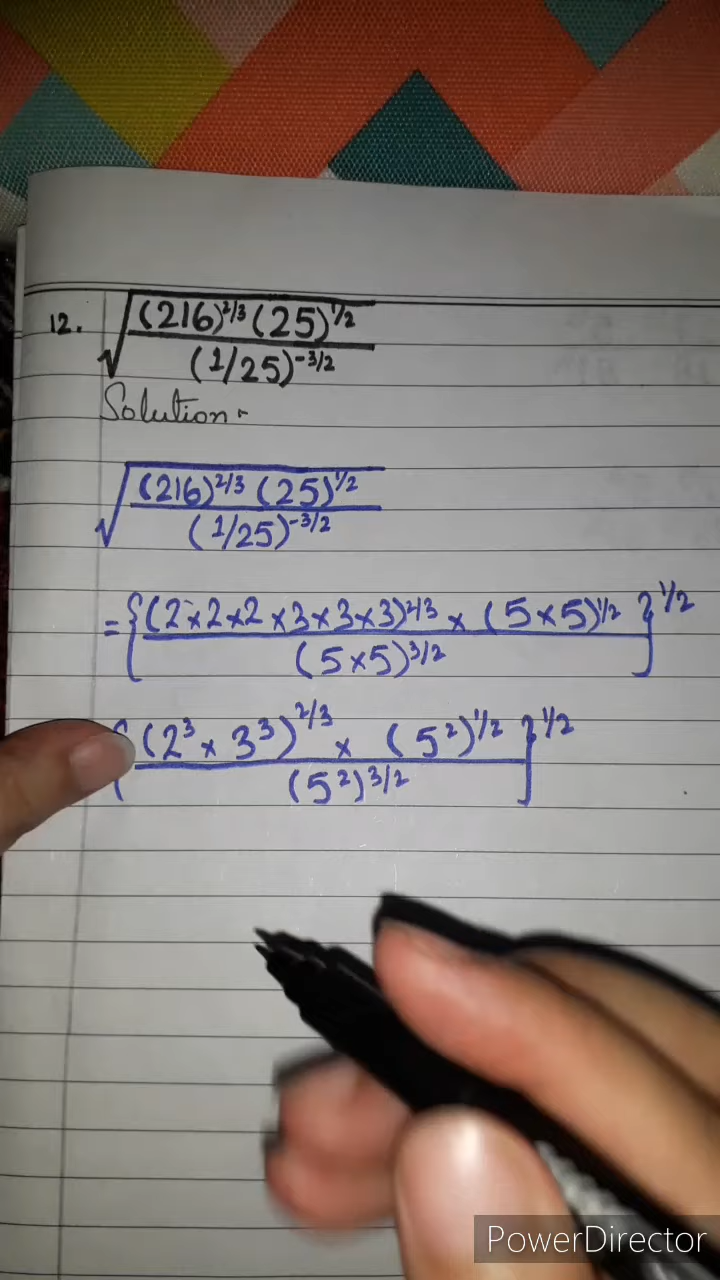 12. √(216)^2/3 (25)^1/2
(1/25)^-3/2
Solution-
√(216)^2/3 (25)^1/2
(1/25)^-3/2
= {(2×2×2×3×3×3)^2/3 × (5×5)^1/2}^1/2
(5×5)^3/2
{(2^3 × 3^3)^2/3 × (5^2)^1/2}^1/2
(5^2)^3/2
PowerDirector